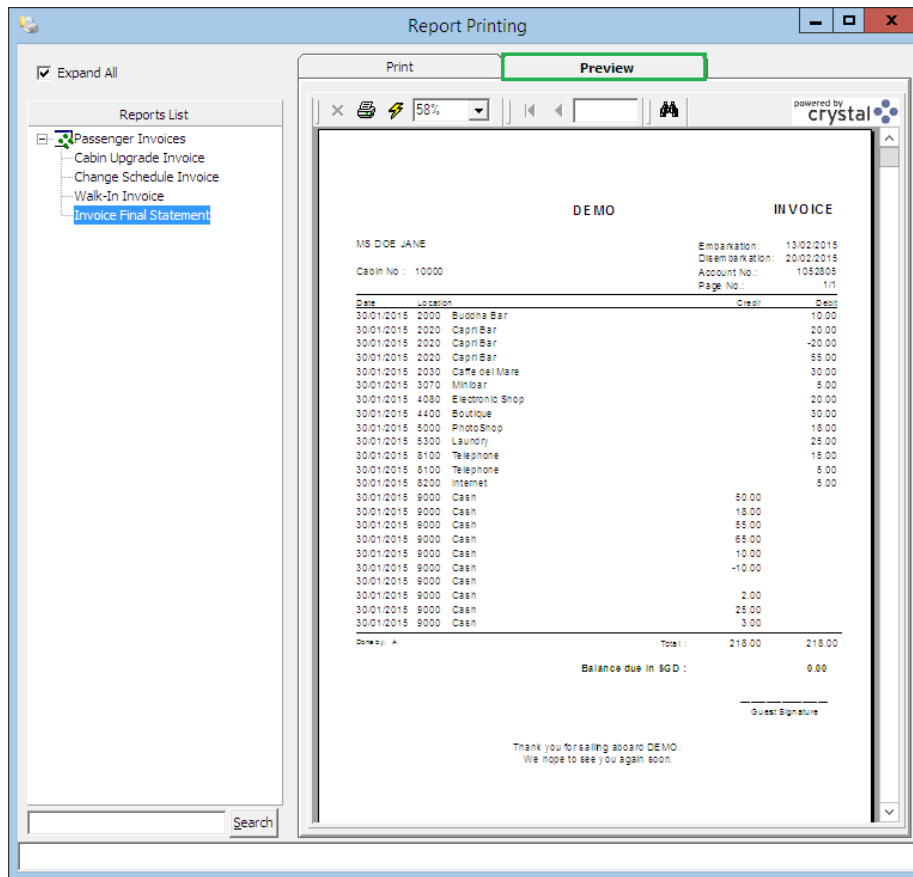 Report Printing
Expand All
Print
Preview
Reports List
58%
powered by
crystal
Passenger Invoices
Cabin Upgrade Invoice
Change Schedule Invoice
Walk-In Invoice
Invoice Final Statement
DEMO INVOICE
MS DOE JANE
Embarkation: 13/02/2015
Disembarkation: 20/02/2015
Cabin No : 10000
Account No.: 1052805
Page No.: 1/1
Date Location Credit Debit
30/01/2015 2000 Buddha Bar 10.00
30/01/2015 2020 Capri Bar 20.00
30/01/2015 2020 Capri Bar -20.00
30/01/2015 2020 Capri Bar 55.00
30/01/2015 2030 Caffe del Mare 30.00
30/01/2015 3070 Minibar 5.00
30/01/2015 4080 Electronic Shop 20.00
30/01/2015 4400 Boutique 30.00
30/01/2015 5000 PhotoShop 18.00
30/01/2015 5300 Laundry 25.00
30/01/2015 8100 Telephone 15.00
30/01/2015 8100 Telephone 5.00
30/01/2015 8200 Internet 5.00
30/01/2015 9000 Cash 50.00
30/01/2015 9000 Cash 18.00
30/01/2015 9000 Cash 55.00
30/01/2015 9000 Cash 65.00
30/01/2015 9000 Cash 10.00
30/01/2015 9000 Cash -10.00
30/01/2015 9000 Cash
30/01/2015 9000 Cash 2.00
30/01/2015 9000 Cash 25.00
30/01/2015 9000 Cash 3.00
Done by: A Total : 218.00 218.00
Balance due in SGD : 0.00
Guest Signature
Thank you for sailing aboard DEMO.
We hope to see you again soon.
Search